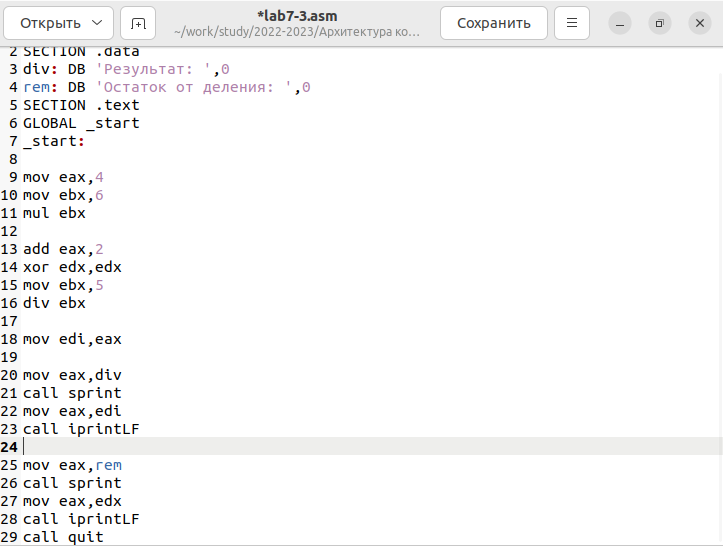 Открыть
*lab7-3.asm
~/work/study/2022-2023/Архитектура ко...
Сохранить
2 SECTION .data
3 div: DB 'Результат: ',0
4 rem: DB 'Остаток от деления: ',0
5 SECTION .text
6 GLOBAL _start
7 _start:
8
9 mov eax,4
10 mov ebx,6
11 mul ebx
12
13 add eax,2
14 xor edx,edx
15 mov ebx,5
16 div ebx
17
18 mov edi,eax
19
20 mov eax,div
21 call sprint
22 mov eax,edi
23 call iprintLF
24
25 mov eax,rem
26 call sprint
27 mov eax,edx
28 call iprintLF
29 call quit